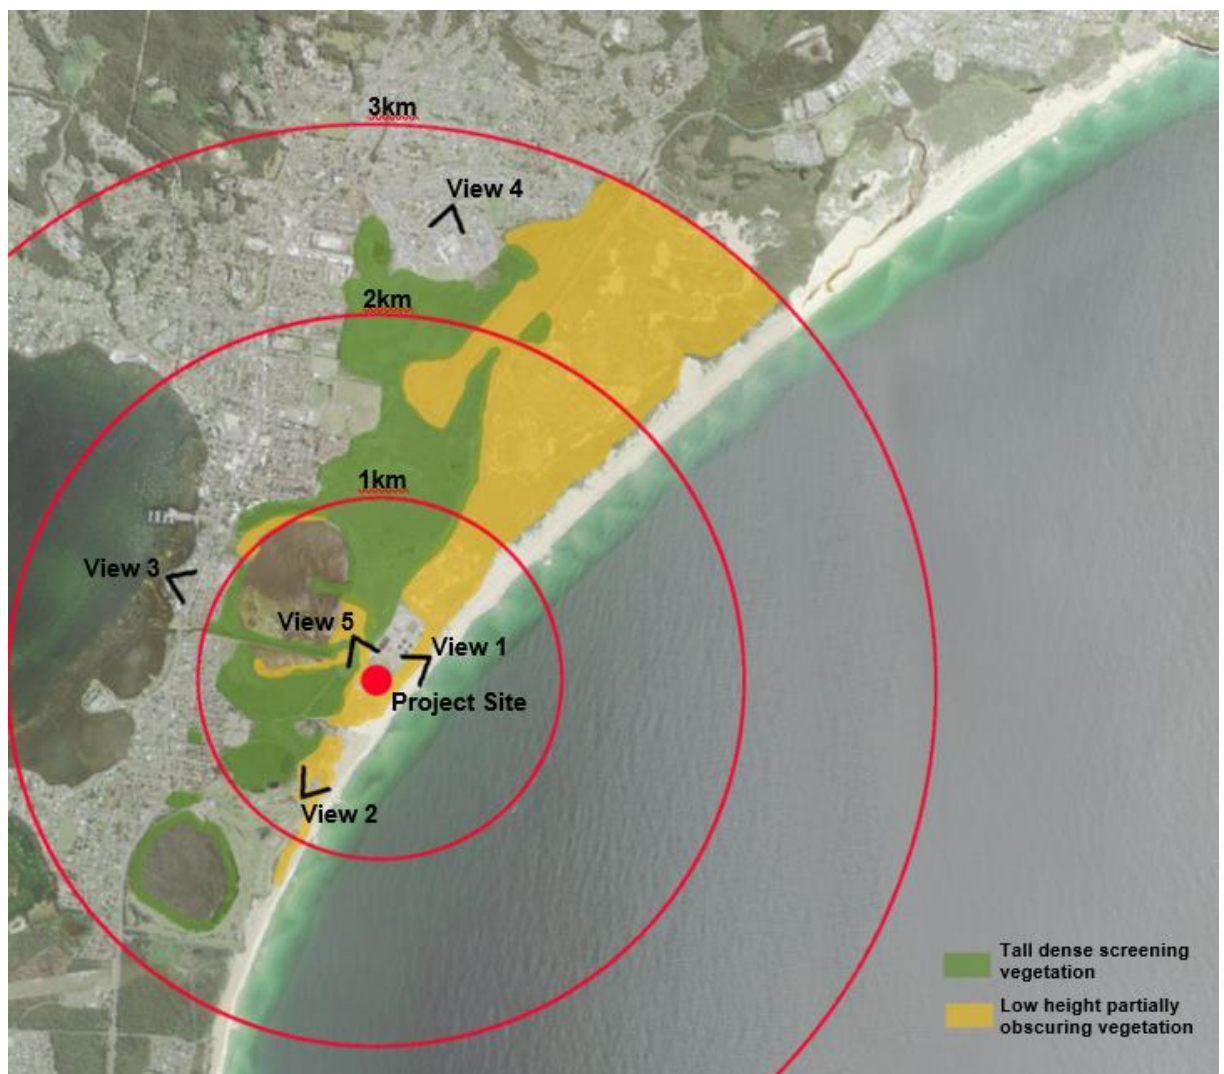 3km
View 4
2km
1km
View 3
View 5
View 1
Project Site
View 2
Tall dense screening
vegetation
Low height partially
obscuring vegetation